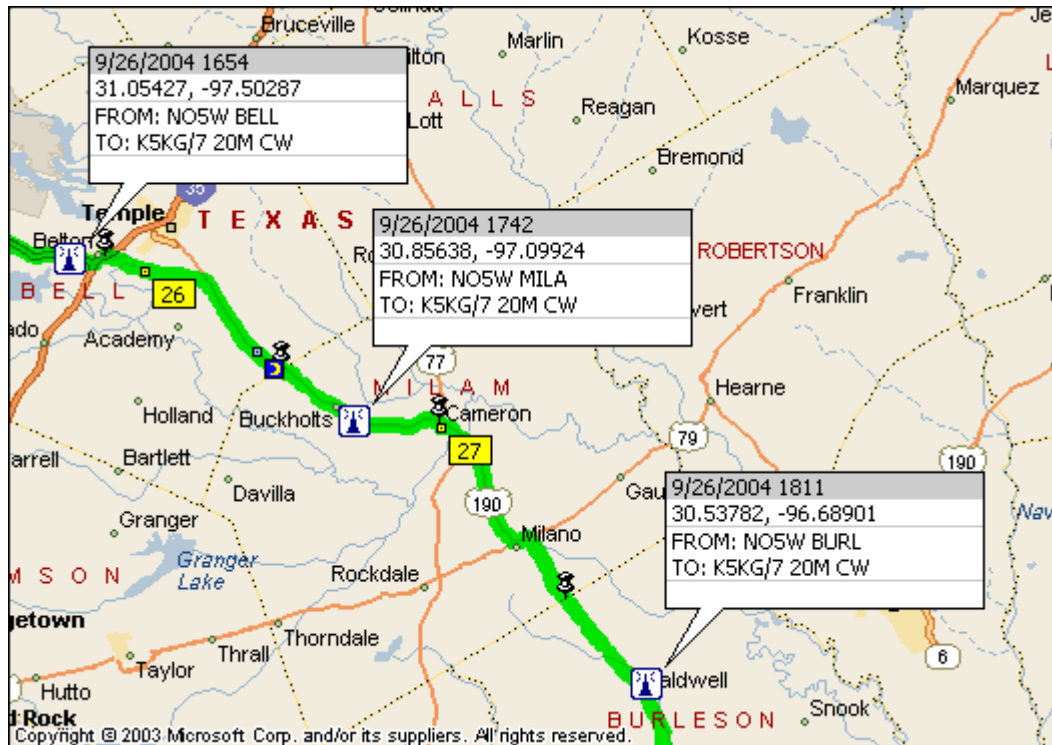 Bruceville
Marlin
Kosse
Marquez
9/26/2004 1654
31.05427, -97.50287
FROM: NO5W BELL
TO: K5KG/7 20M CW
A L L S
Lott
Reagan
Bremond
35
Temple
T E X A S
Belton
9/26/2004 1742
30.85638, -97.09924
FROM: NO5W MILA
TO: K5KG/7 20M CW
ROBERTSON
Franklin
B E L L
26
Academy
77
M I L A M
Hearne
Holland
Buckholts
Cameron
27
79
190
Bartlett
Davilla
190
9/26/2004 1811
30.53782, -96.68901
FROM: NO5W BURL
TO: K5KG/7 20M CW
Granger
Granger
Lake
Milano
M S O N
Rockdale
getown
Thorndale
Thrall
Taylor
6
Hutto
aldwell
d Rock
B U R L E S O N
Snook
Copyright © 2003 Microsoft Corp. and/or its suppliers. All rights reserved.